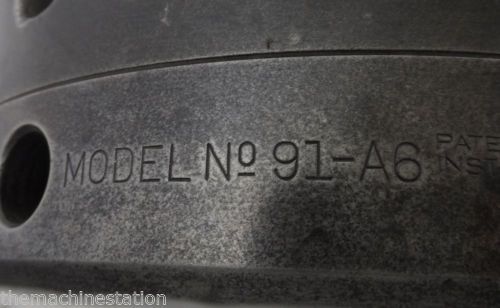 MODEL Nº 91-A6
themachinestation